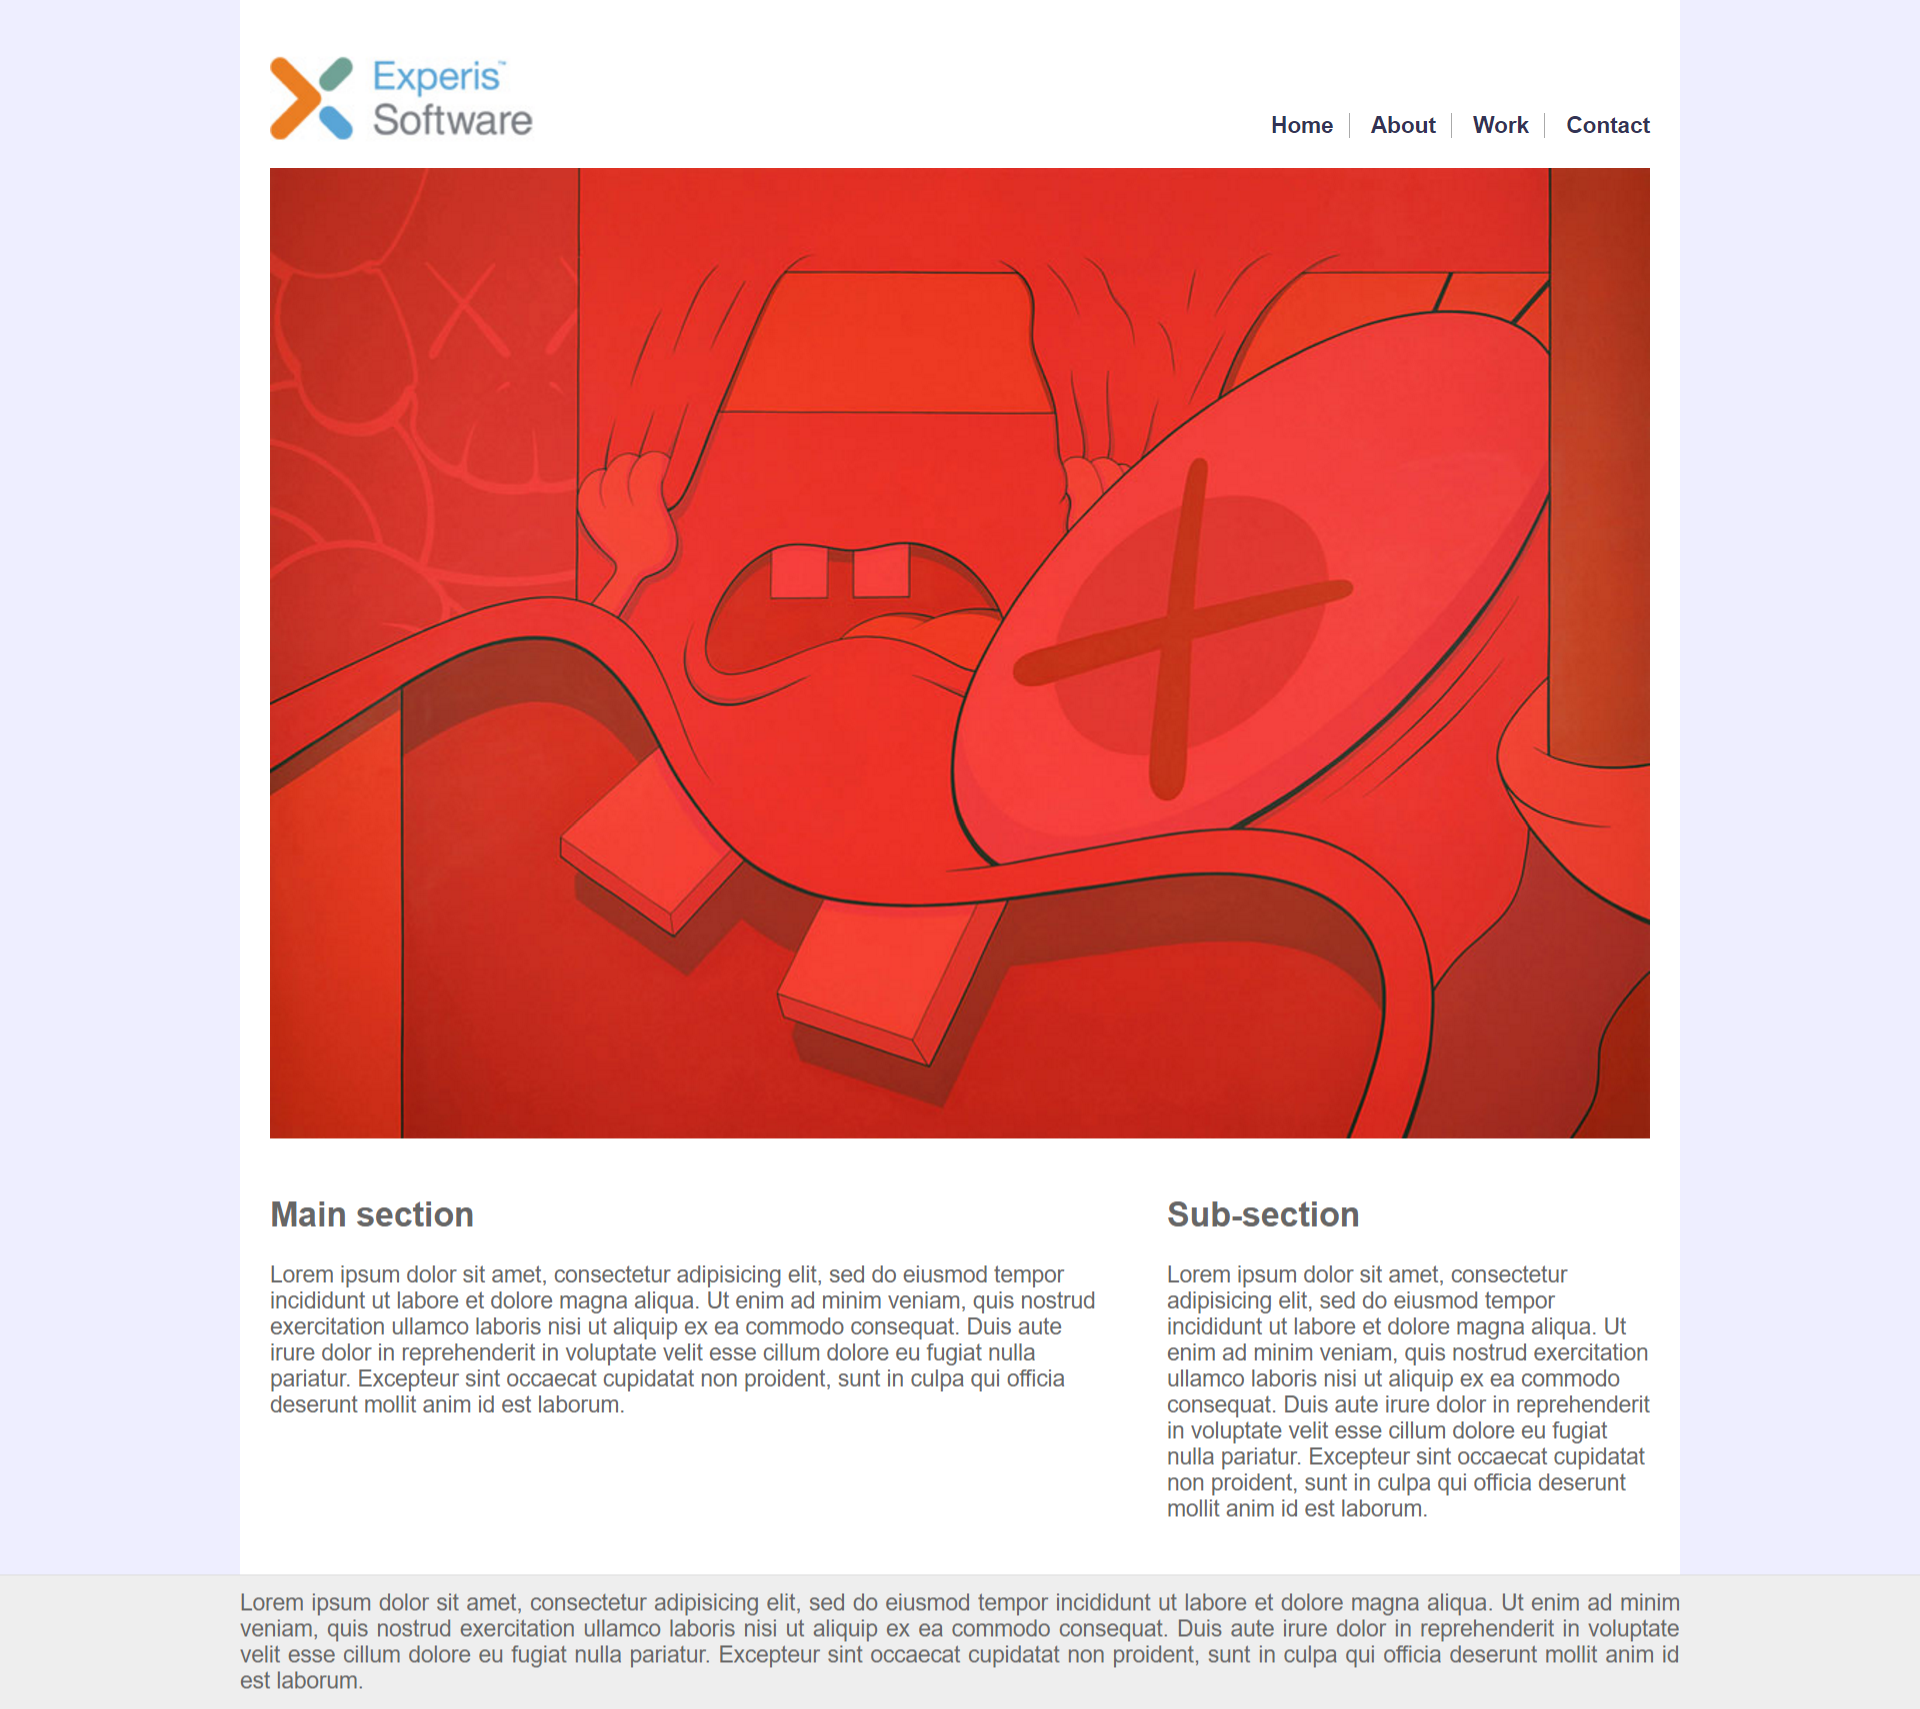 Experis™
Software
Home
About
Work
Contact
Main section
Lorem ipsum dolor sit amet, consectetur adipisicing elit, sed do eiusmod tempor
incididunt ut labore et dolore magna aliqua. Ut enim ad minim veniam, quis nostrud
exercitation ullamco laboris nisi ut aliquip ex ea commodo consequat. Duis aute
irure dolor in reprehenderit in voluptate velit esse cillum dolore eu fugiat nulla
pariatur. Excepteur sint occaecat cupidatat non proident, sunt in culpa qui officia
deserunt mollit anim id est laborum.
Sub-section
Lorem ipsum dolor sit amet, consectetur
adipisicing elit, sed do eiusmod tempor
incididunt ut labore et dolore magna aliqua. Ut
enim ad minim veniam, quis nostrud exercitation
ullamco laboris nisi ut aliquip ex ea commodo
consequat. Duis aute irure dolor in reprehenderit
in voluptate velit esse cillum dolore eu fugiat
nulla pariatur. Excepteur sint occaecat cupidatat
non proident, sunt in culpa qui officia deserunt
mollit anim id est laborum.
Lorem ipsum dolor sit amet, consectetur adipisicing elit, sed do eiusmod tempor incididunt ut labore et dolore magna aliqua. Ut enim ad minim
veniam, quis nostrud exercitation ullamco laboris nisi ut aliquip ex ea commodo consequat. Duis aute irure dolor in reprehenderit in voluptate
velit esse cillum dolore eu fugiat nulla pariatur. Excepteur sint occaecat cupidatat non proident, sunt in culpa qui officia deserunt mollit anim id
est laborum.